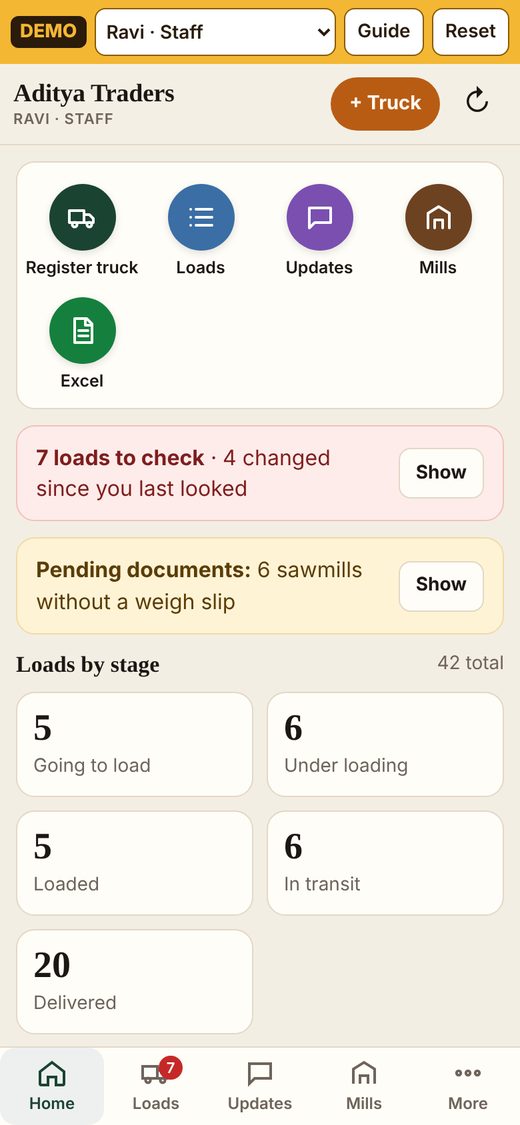 DEMO Ravi · Staff Guide Reset
Aditya Traders
RAVI · STAFF
+ Truck
Register truck Loads Updates Mills
Excel
7 loads to check · 4 changed
since you last looked
Show
Pending documents: 6 sawmills
without a weigh slip
Show
Loads by stage 42 total
5 6
Going to load Under loading
5 6
Loaded In transit
20
Delivered
7
Home Loads Updates Mills More